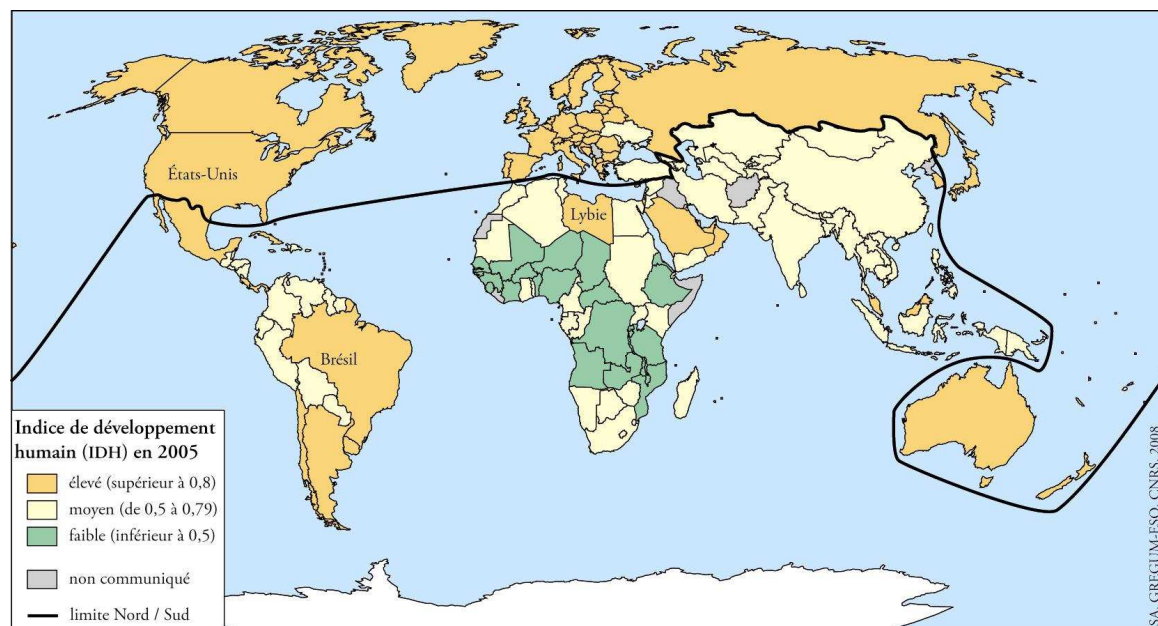 États-Unis
Lybie
Brésil
Indice de développement
humain (IDH) en 2005
élevé (supérieur à 0,8)
moyen (de 0,5 à 0,79)
faible (inférieur à 0,5)
non communiqué
limite Nord / Sud
SA, GREGUM-ESO, CNRS, 2008